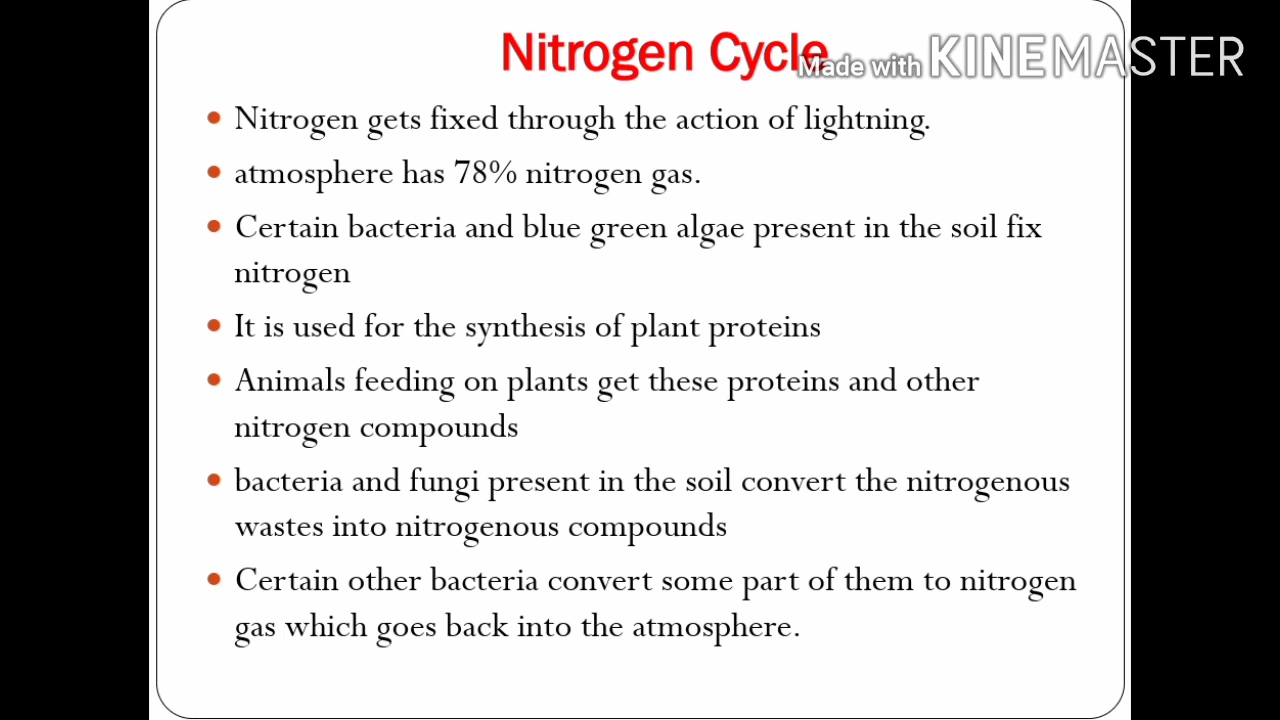 Nitrogen Cycle
Made with KINEMASTER
• Nitrogen gets fixed through the action of lightning.
• atmosphere has 78% nitrogen gas.
• Certain bacteria and blue green algae present in the soil fix
nitrogen
• It is used for the synthesis of plant proteins
• Animals feeding on plants get these proteins and other
nitrogen compounds
• bacteria and fungi present in the soil convert the nitrogenous
wastes into nitrogenous compounds
• Certain other bacteria convert some part of them to nitrogen
gas which goes back into the atmosphere.